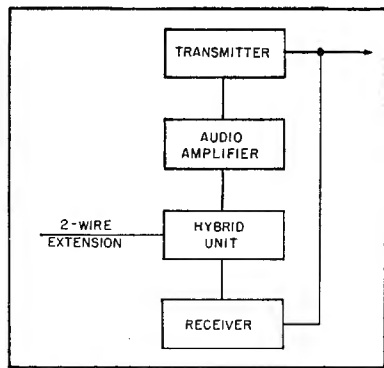 TRANSMITTER
AUDIO
AMPLIFIER
2-WIRE
EXTENSION
HYBRID
UNIT
RECEIVER